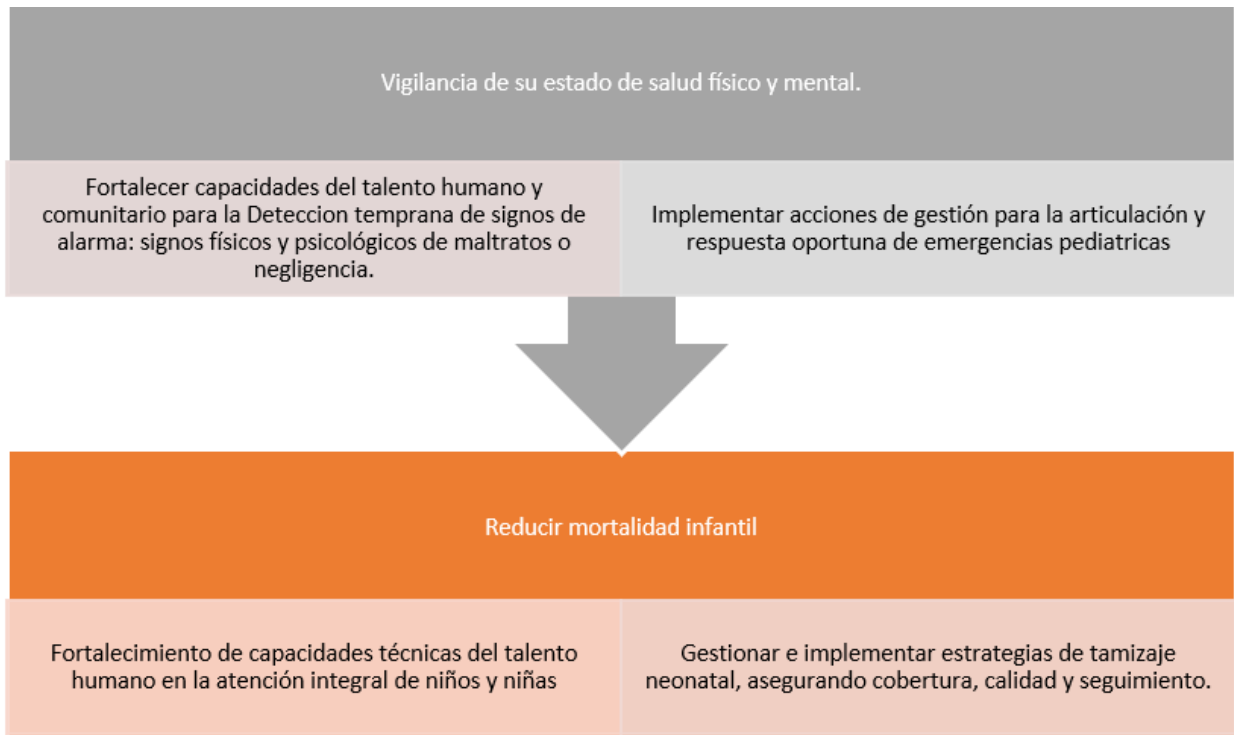 Vigilancia de su estado de salud físico y mental.
Fortalecer capacidades del talento humano y
comunitario para la Deteccion temprana de signos de
alarma: signos físicos y psicológicos de maltratos o
negligencia.
Implementar acciones de gestión para la articulación y
respuesta oportuna de emergencias pediatricas
Reducir mortalidad infantil
Fortalecimiento de capacidades técnicas del talento
humano en la atención integral de niños y niñas
Gestionar e implementar estrategias de tamizaje
neonatal, asegurando cobertura, calidad y seguimiento.